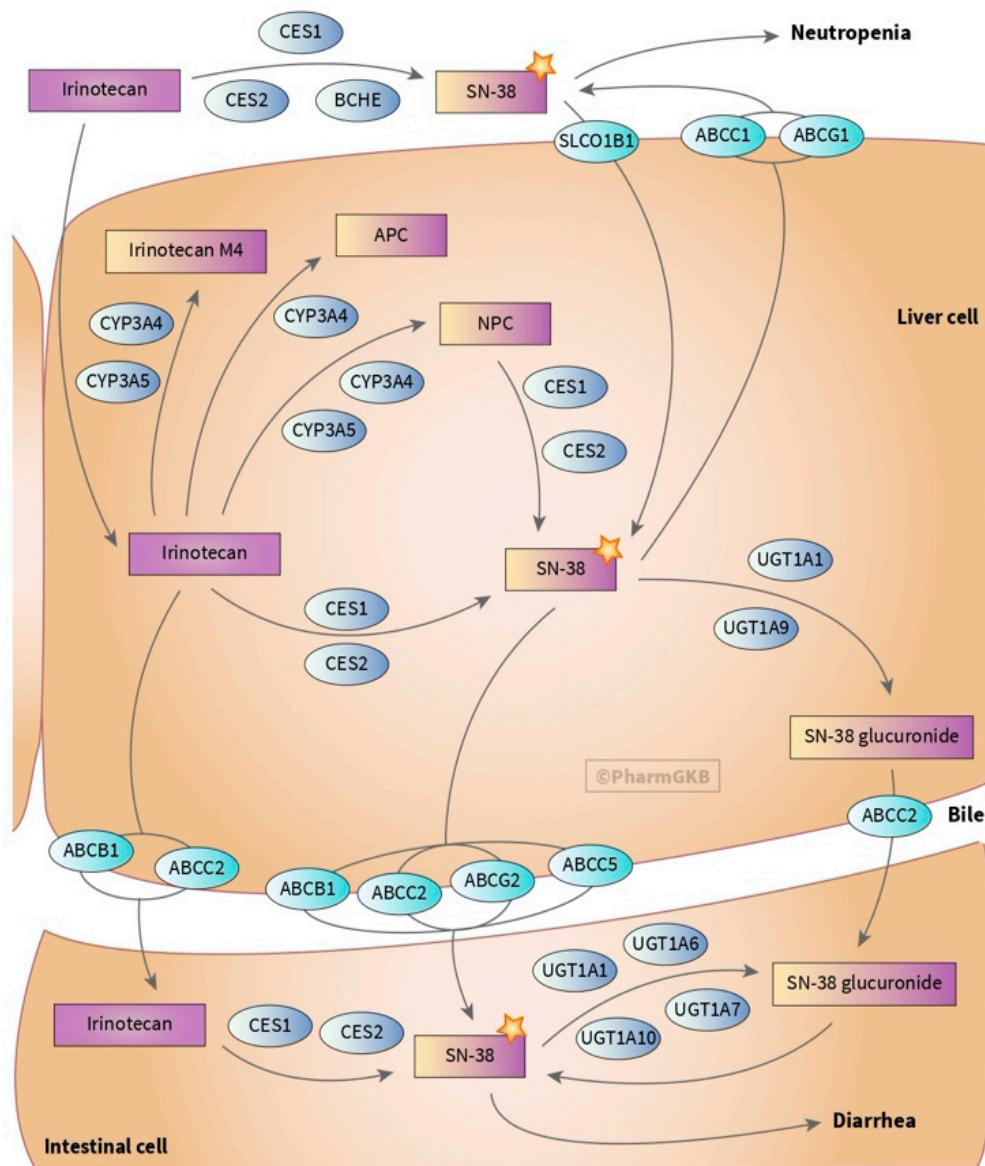 CES1
Neutropenia
Irinotecan
SN-38
CES2
BCHE
SLCO1B1
ABCC1
ABCG1
Irinotecan M4
APC
CYP3A4
CYP3A4
NPC
Liver cell
CYP3A5
CYP3A4
CES1
CYP3A5
CES2
Irinotecan
SN-38
UGT1A1
CES1
UGT1A9
CES2
SN-38 glucuronide
©PharmGKB
ABCC2
Bile
ABCB1
ABCC2
ABCB1
ABCC2
ABCG2
ABCC5
UGT1A6
UGT1A1
SN-38 glucuronide
Irinotecan
CES1
CES2
UGT1A7
UGT1A10
SN-38
Diarrhea
Intestinal cell